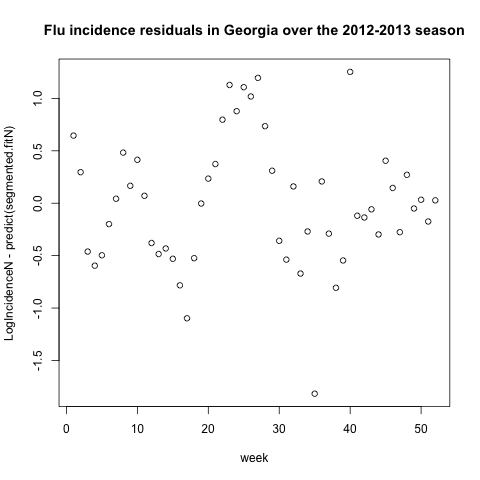 Flu incidence residuals in Georgia over the 2012-2013 season
LogIncidenceN - predict(segmented.fitN)
1.0
0.5
0.0
-0.5
-1.0
-1.5
0 10 20 30 40 50
week